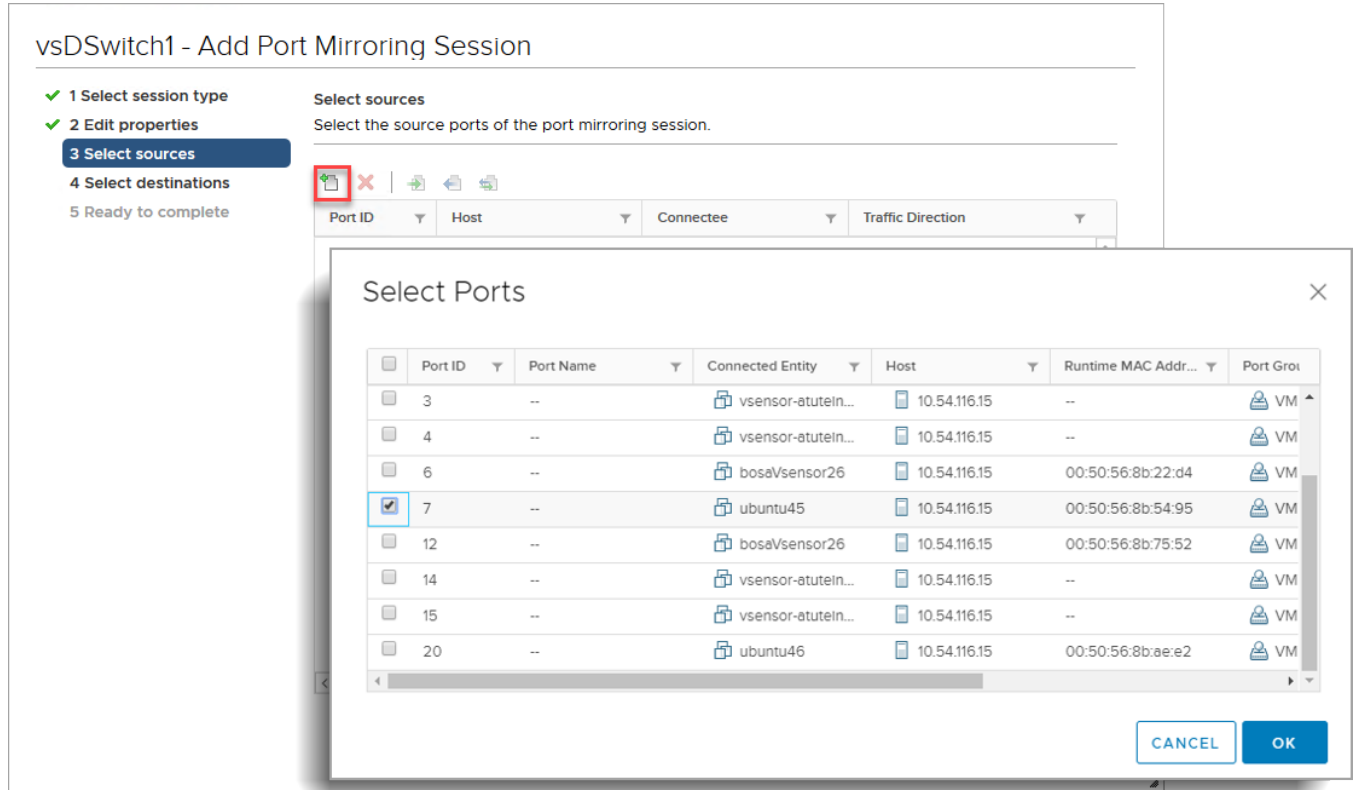 vsDSwitch1 - Add Port Mirroring Session
1 Select session type
2 Edit properties
3 Select sources
4 Select destinations
5 Ready to complete
Select sources
Select the source ports of the port mirroring session.
Port ID Host Connectee Traffic Direction
Select Ports
Port ID Port Name Connected Entity Host Runtime MAC Addr... Port Grou
3 -- vsensor-atuteIn... 10.54.116.15 -- VM
4 -- vsensor-atuteIn... 10.54.116.15 -- VM
6 -- bosaVsensor26 10.54.116.15 00:50:56:8b:22:d4 VM
7 -- ubuntu45 10.54.116.15 00:50:56:8b:54:95 VM
12 -- bosaVsensor26 10.54.116.15 00:50:56:8b:75:52 VM
14 -- vsensor-atuteIn... 10.54.116.15 -- VM
15 -- vsensor-atuteIn... 10.54.116.15 -- VM
20 -- ubuntu46 10.54.116.15 00:50:56:8b:ae:e2 VM
CANCEL OK